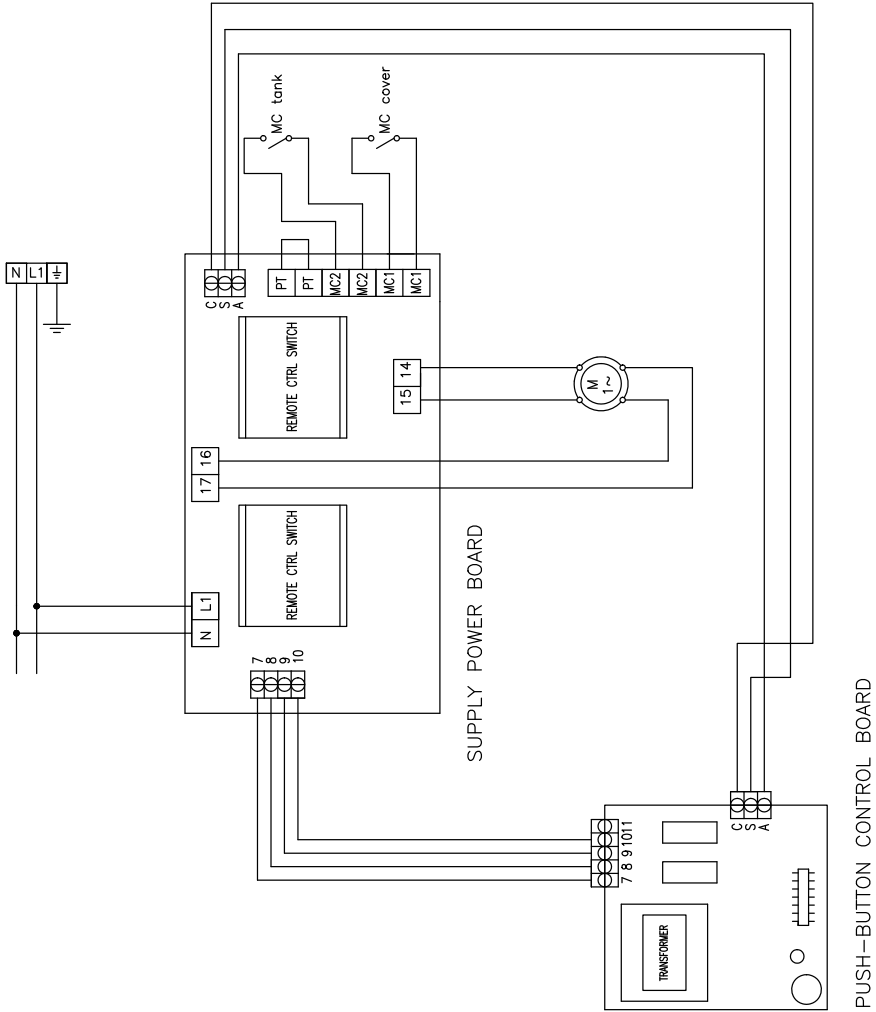 N L1
MC tank
MC cover
C
S
A
PT
PT
MC2
MC2
MC1
MC1
REMOTE CTRL SWITCH
15 14
M
1~
17 16
REMOTE CTRL SWITCH
N L1
7
8
9
10
SUPPLY POWER BOARD
7 8 9 10 11
C
S
A
TRANSFORMER
PUSH-BUTTON CONTROL BOARD